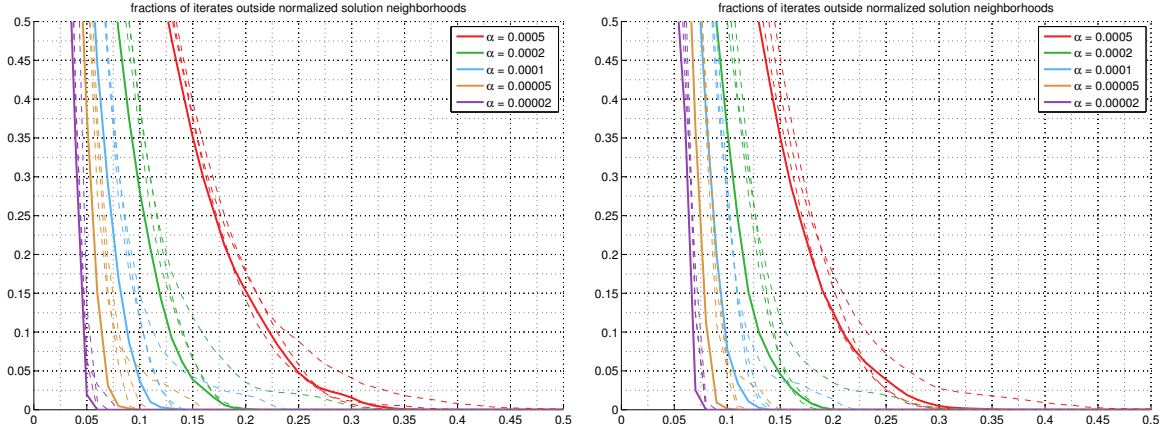 fractions of iterates outside normalized solution neighborhoods
0.5
0.45
0.4
0.35
0.3
0.25
0.2
0.15
0.1
0.05
0
α = 0.0005
α = 0.0002
α = 0.0001
α = 0.00005
α = 0.00002
0 0.05 0.1 0.15 0.2 0.25 0.3 0.35 0.4 0.45 0.5
fractions of iterates outside normalized solution neighborhoods
0.5
0.45
0.4
0.35
0.3
0.25
0.2
0.15
0.1
0.05
0
α = 0.0005
α = 0.0002
α = 0.0001
α = 0.00005
α = 0.00002
0 0.05 0.1 0.15 0.2 0.25 0.3 0.35 0.4 0.45 0.5